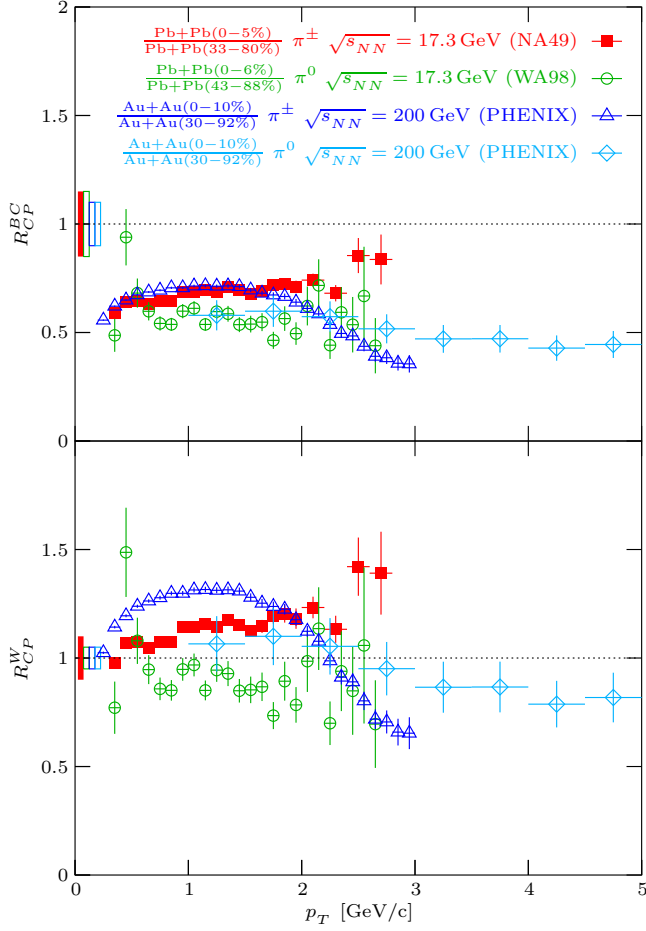 2
Pb+Pb(0−5%)/Pb+Pb(33−80%) π± √sNN = 17.3 GeV (NA49)
Pb+Pb(0−6%)/Pb+Pb(43−88%) π0 √sNN = 17.3 GeV (WA98)
1.5
Au+Au(0−10%)/Au+Au(30−92%) π± √sNN = 200 GeV (PHENIX)
Au+Au(0−10%)/Au+Au(30−92%) π0 √sNN = 200 GeV (PHENIX)
R_CP^BC
1
0.5
0
1.5
R_CP^W
1
0.5
0
0 1 2 3 4 5
pT [GeV/c]